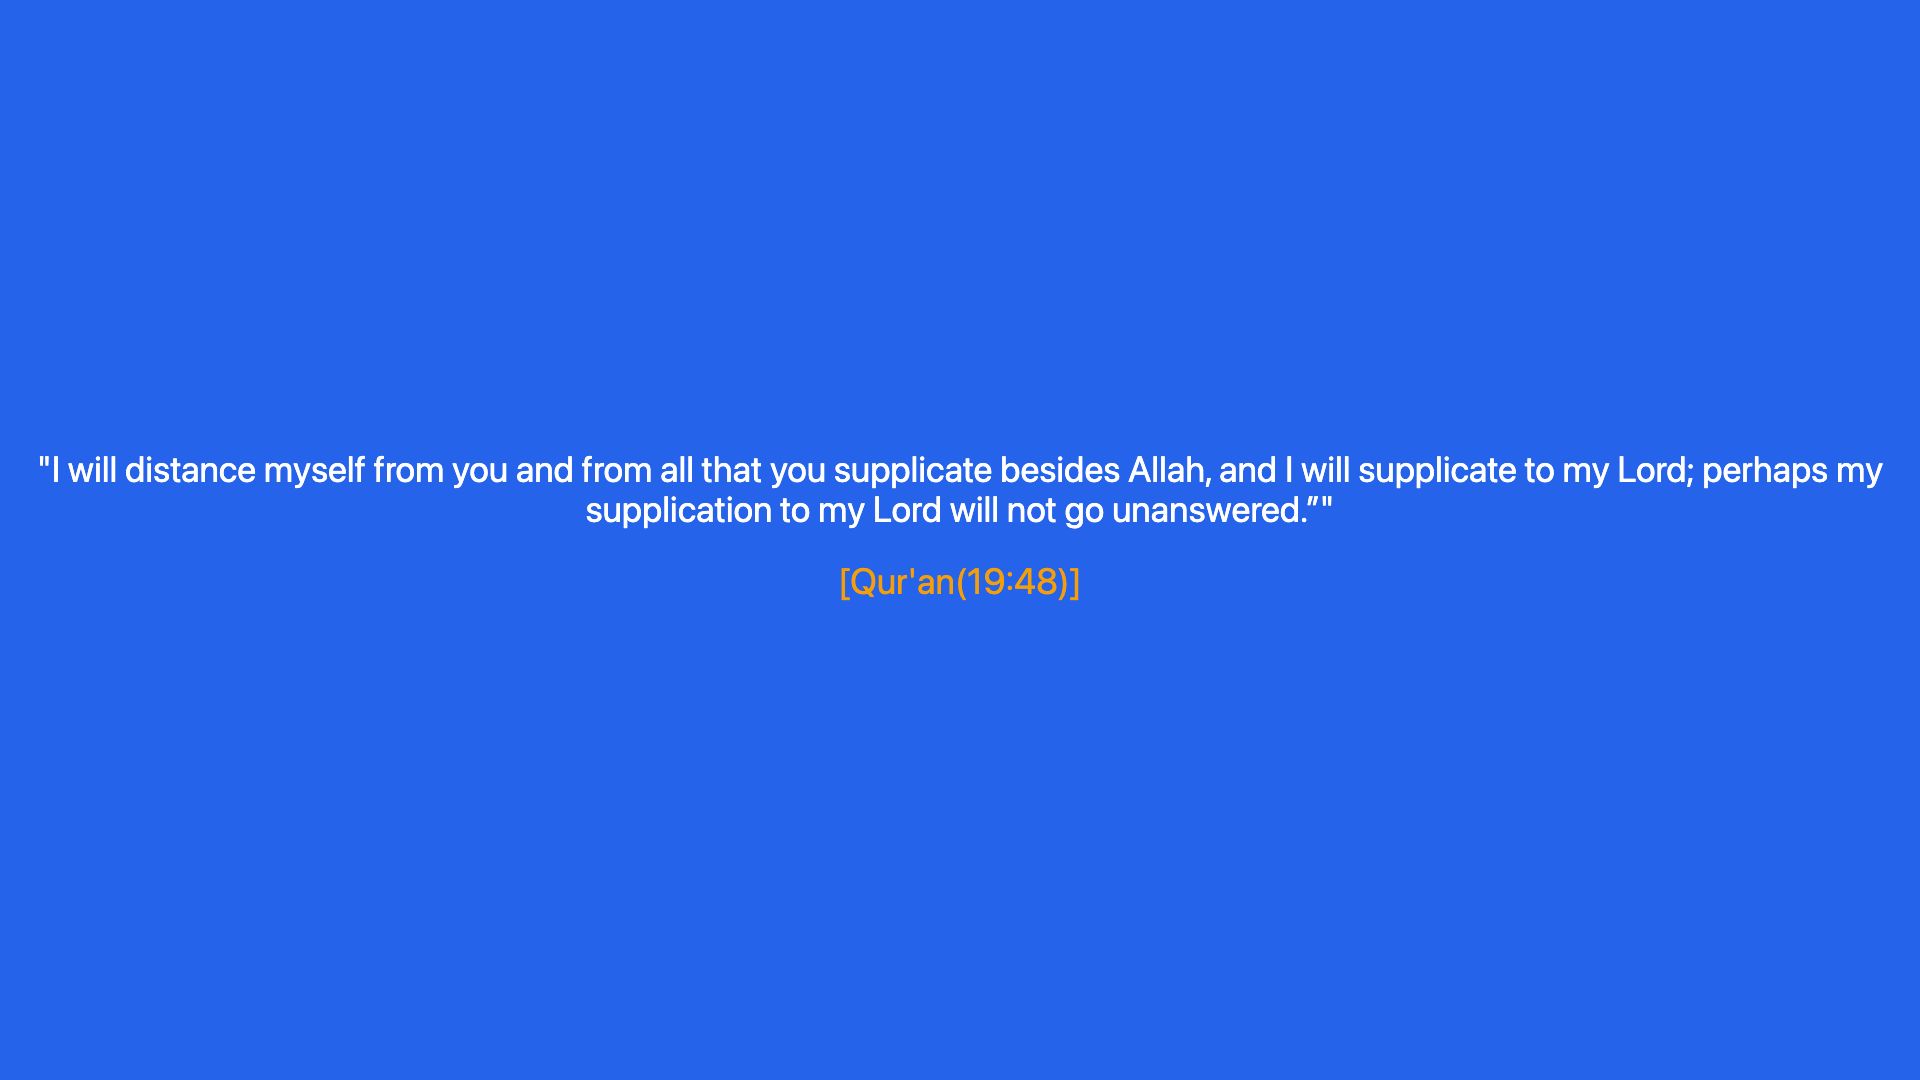 "I will distance myself from you and from all that you supplicate besides Allah, and I will supplicate to my Lord; perhaps my
supplication to my Lord will not go unanswered.”"
[Qur'an(19:48)]